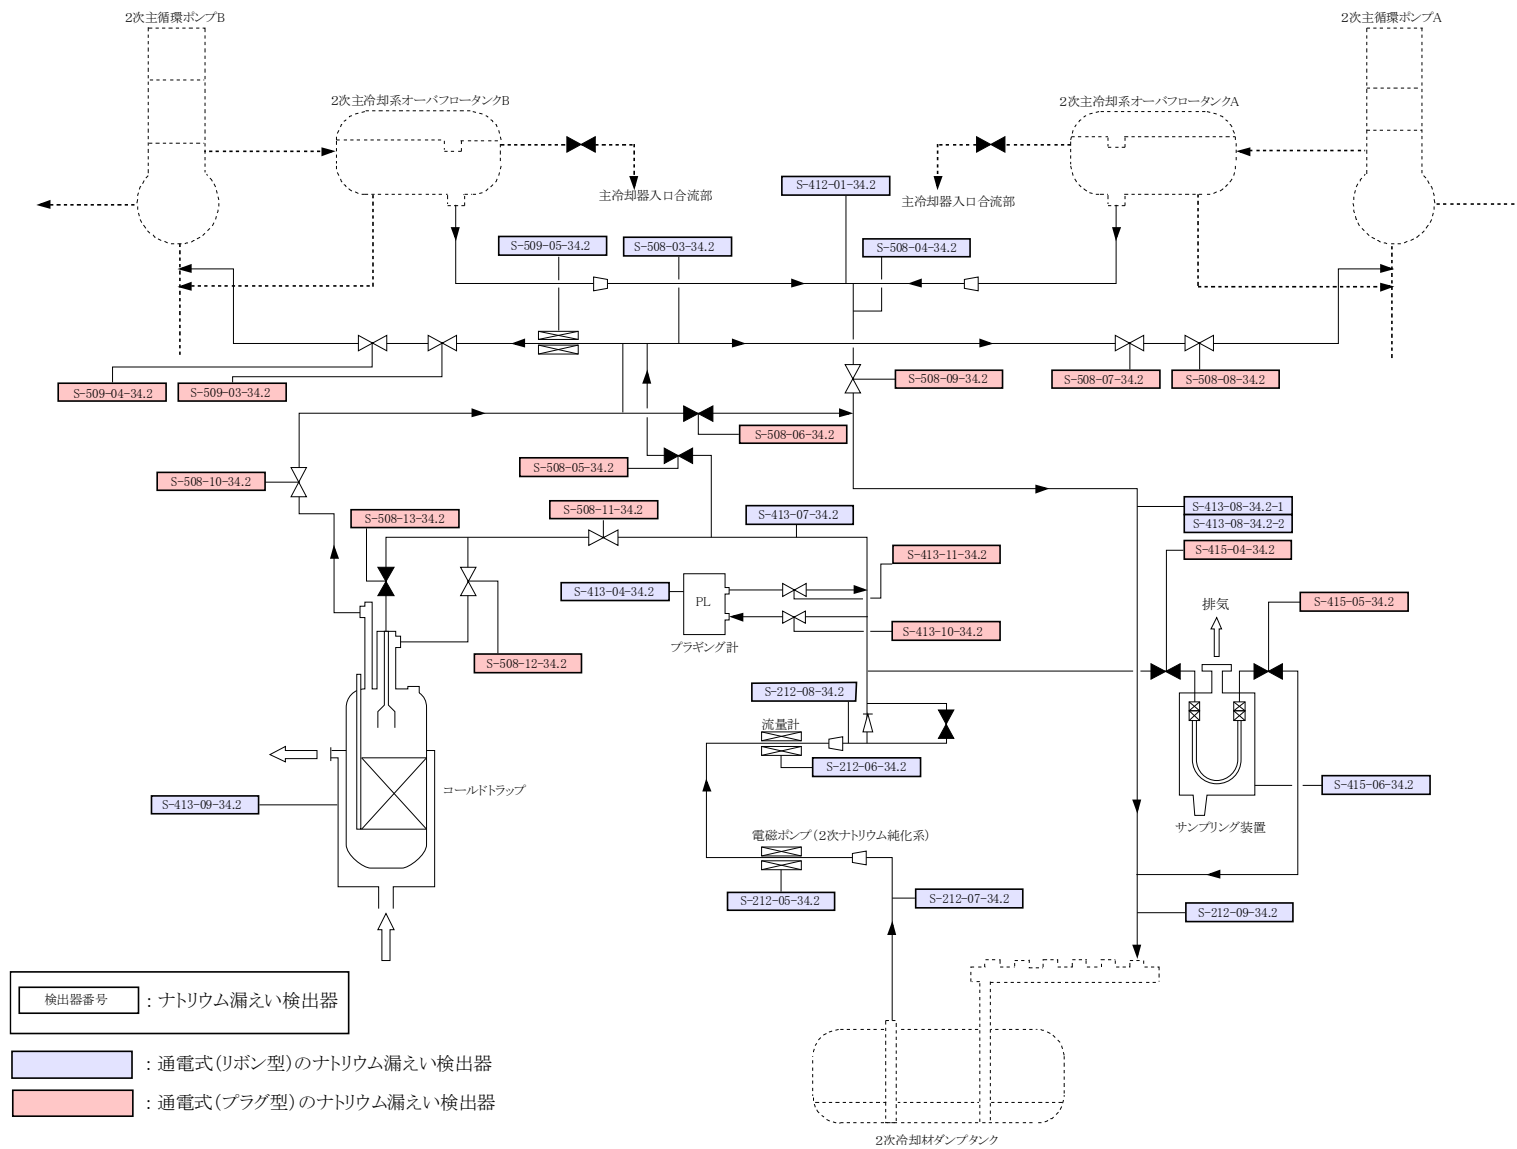 2次主循環ポンプB
2次主循環ポンプA
2次主冷却系オーバフロータンクB
2次主冷却系オーバフロータンクA
主冷却器入口合流部
主冷却器入口合流部
S-412-01-34.2
S-509-05-34.2
S-508-03-34.2
S-508-04-34.2
S-509-04-34.2
S-509-03-34.2
S-508-09-34.2
S-508-07-34.2
S-508-08-34.2
S-508-06-34.2
S-508-05-34.2
S-508-10-34.2
S-508-13-34.2
S-508-11-34.2
S-413-07-34.2
S-413-08-34.2-1
S-413-08-34.2-2
S-415-04-34.2
S-413-11-34.2
S-413-04-34.2
PL
排気
S-415-05-34.2
S-413-10-34.2
プラギング計
S-508-12-34.2
S-212-08-34.2
流量計
S-212-06-34.2
S-415-06-34.2
コールドトラップ
S-413-09-34.2
サンプリング装置
電磁ポンプ（2次ナトリウム純化系）
S-212-05-34.2
S-212-07-34.2
S-212-09-34.2
検出器番号
：ナトリウム漏えい検出器
：通電式（リボン型）のナトリウム漏えい検出器
：通電式（プラグ型）のナトリウム漏えい検出器
2次冷却材ダンプタンク